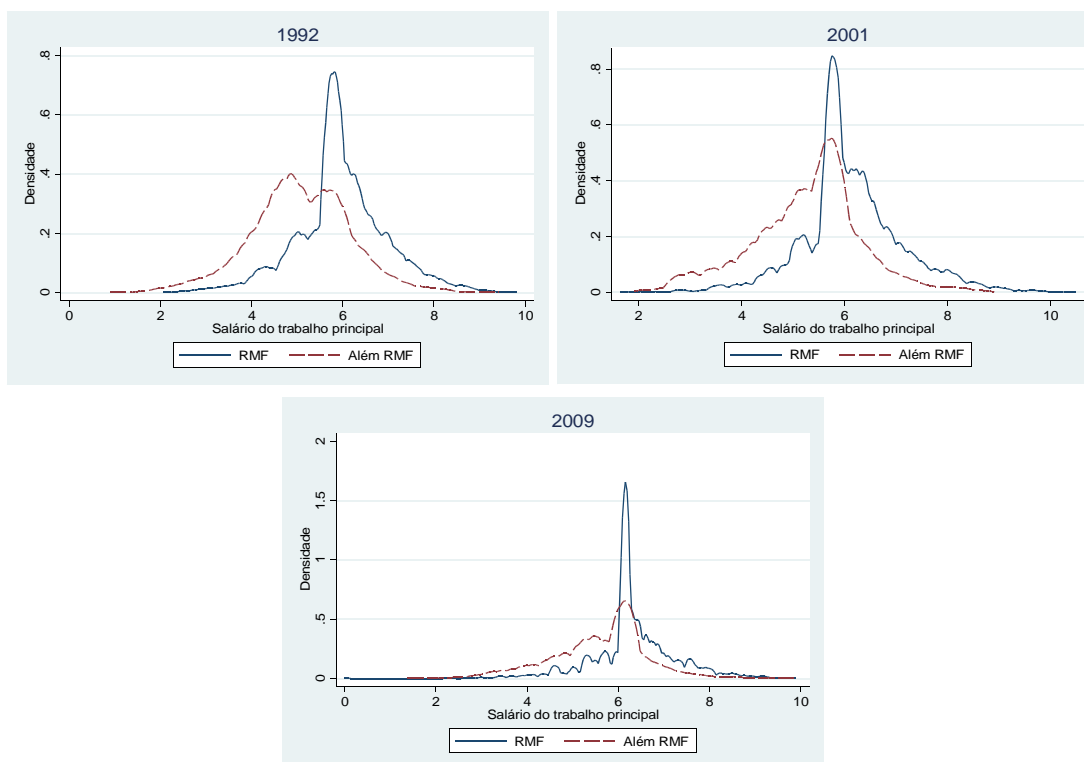 1992
Densidade
.8
.6
.4
.2
0
0 2 4 6 8 10
Salário do trabalho principal
RMF Além RMF
2001
Densidade
.8
.6
.4
.2
0
2 4 6 8 10
Salário do trabalho principal
RMF Além RMF
2009
Densidade
2
1.5
1
.5
0
0 2 4 6 8 10
Salário do trabalho principal
RMF Além RMF